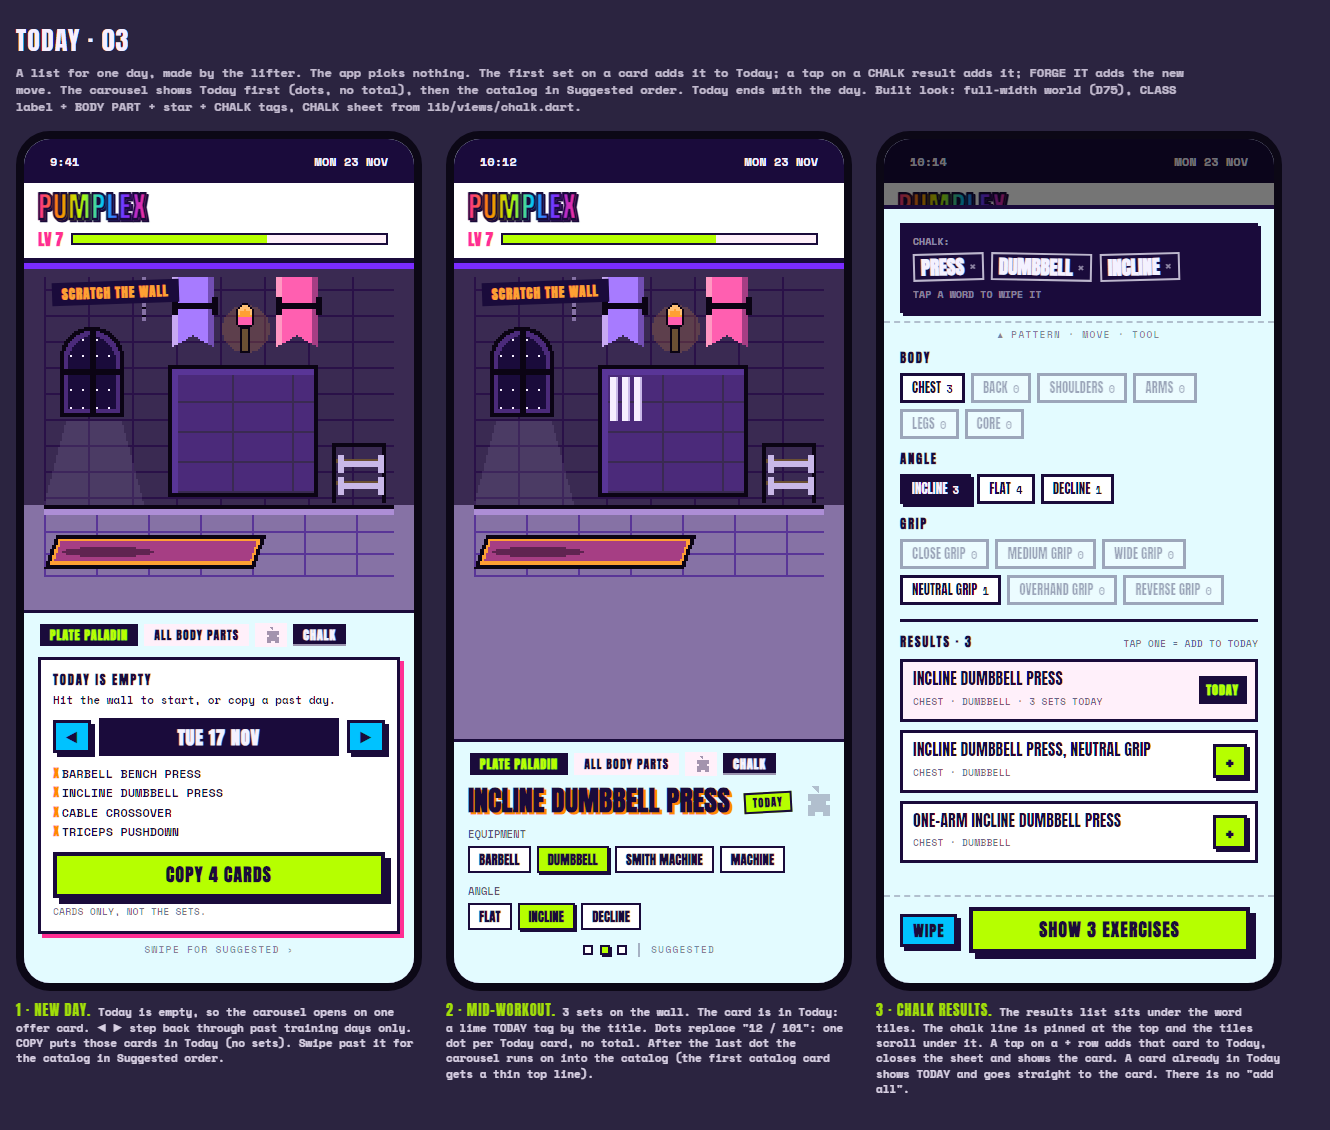 TODAY · 03
A list for one day, made by the lifter. The app picks nothing. The first set on a card adds it to Today; a tap on a CHALK result adds it; FORGE IT adds the new
move. The carousel shows Today first (dots, no total), then the catalog in Suggested order. Today ends with the day. Built look: full-width world (D75), CLASS
label + BODY PART + star + CHALK tags, CHALK sheet from lib/views/chalk.dart.
9:41 MON 23 NOV
PUMPLEX
LV 7
SCRATCH THE WALL
PLATE PALADIN ALL BODY PARTS CHALK
TODAY IS EMPTY
Hit the wall to start, or copy a past day.
◀ TUE 17 NOV ▶
BARBELL BENCH PRESS
INCLINE DUMBBELL PRESS
CABLE CROSSOVER
TRICEPS PUSHDOWN
COPY 4 CARDS
CARDS ONLY, NOT THE SETS.
SWIPE FOR SUGGESTED ›
1 · NEW DAY. Today is empty, so the carousel opens on one
offer card. ◀ ▶ step back through past training days only.
COPY puts those cards in Today (no sets). Swipe past it for
the catalog in Suggested order.
10:12 MON 23 NOV
PUMPLEX
LV 7
SCRATCH THE WALL
PLATE PALADIN ALL BODY PARTS CHALK
INCLINE DUMBBELL PRESS TODAY
EQUIPMENT
BARBELL DUMBBELL SMITH MACHINE MACHINE
ANGLE
FLAT INCLINE DECLINE
SUGGESTED
2 · MID-WORKOUT. 3 sets on the wall. The card is in Today:
a lime TODAY tag by the title. Dots replace "12 / 101": one
dot per Today card, no total. After the last dot the
carousel runs on into the catalog (the first catalog card
gets a thin top line).
10:14 MON 23 NOV
PUMPLEX
CHALK:
PRESS × DUMBBELL × INCLINE ×
TAP A WORD TO WIPE IT
▲ PATTERN · MOVE · TOOL
BODY
CHEST 3 BACK 0 SHOULDERS 0 ARMS 0
LEGS 0 CORE 0
ANGLE
INCLINE 3 FLAT 4 DECLINE 1
GRIP
CLOSE GRIP 0 MEDIUM GRIP 0 WIDE GRIP 0
NEUTRAL GRIP 1 OVERHAND GRIP 0 REVERSE GRIP 0
RESULTS · 3 TAP ONE = ADD TO TODAY
INCLINE DUMBBELL PRESS
CHEST · DUMBBELL · 3 SETS TODAY
TODAY
INCLINE DUMBBELL PRESS, NEUTRAL GRIP
CHEST · DUMBBELL
+
ONE-ARM INCLINE DUMBBELL PRESS
CHEST · DUMBBELL
+
WIPE SHOW 3 EXERCISES
3 · CHALK RESULTS. The results list sits under the word
tiles. The chalk line is pinned at the top and the tiles
scroll under it. A tap on a + row adds that card to Today,
closes the sheet and shows the card. A card already in Today
shows TODAY and goes straight to the card. There is no "add
all".